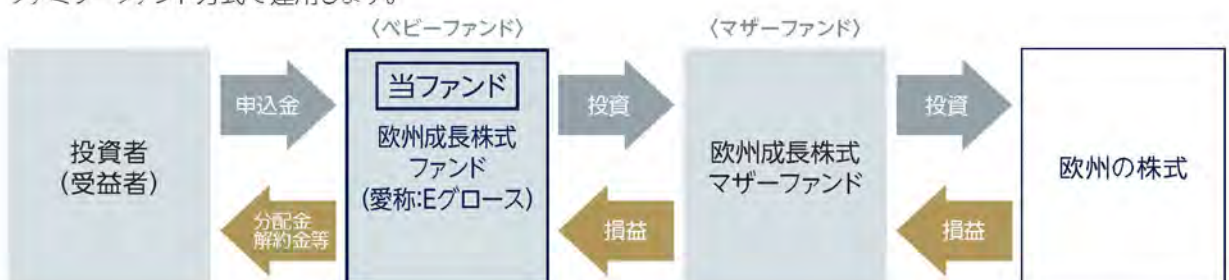 ファミリーファンド方式で運用します。
〈ベビーファンド〉
〈マザーファンド〉
投資者
(受益者)
申込金
分配金
解約金等
当ファンド
欧州成長株式
ファンド
(愛称:Eグロース)
投資
損益
欧州成長株式
マザーファンド
投資
損益
欧州の株式